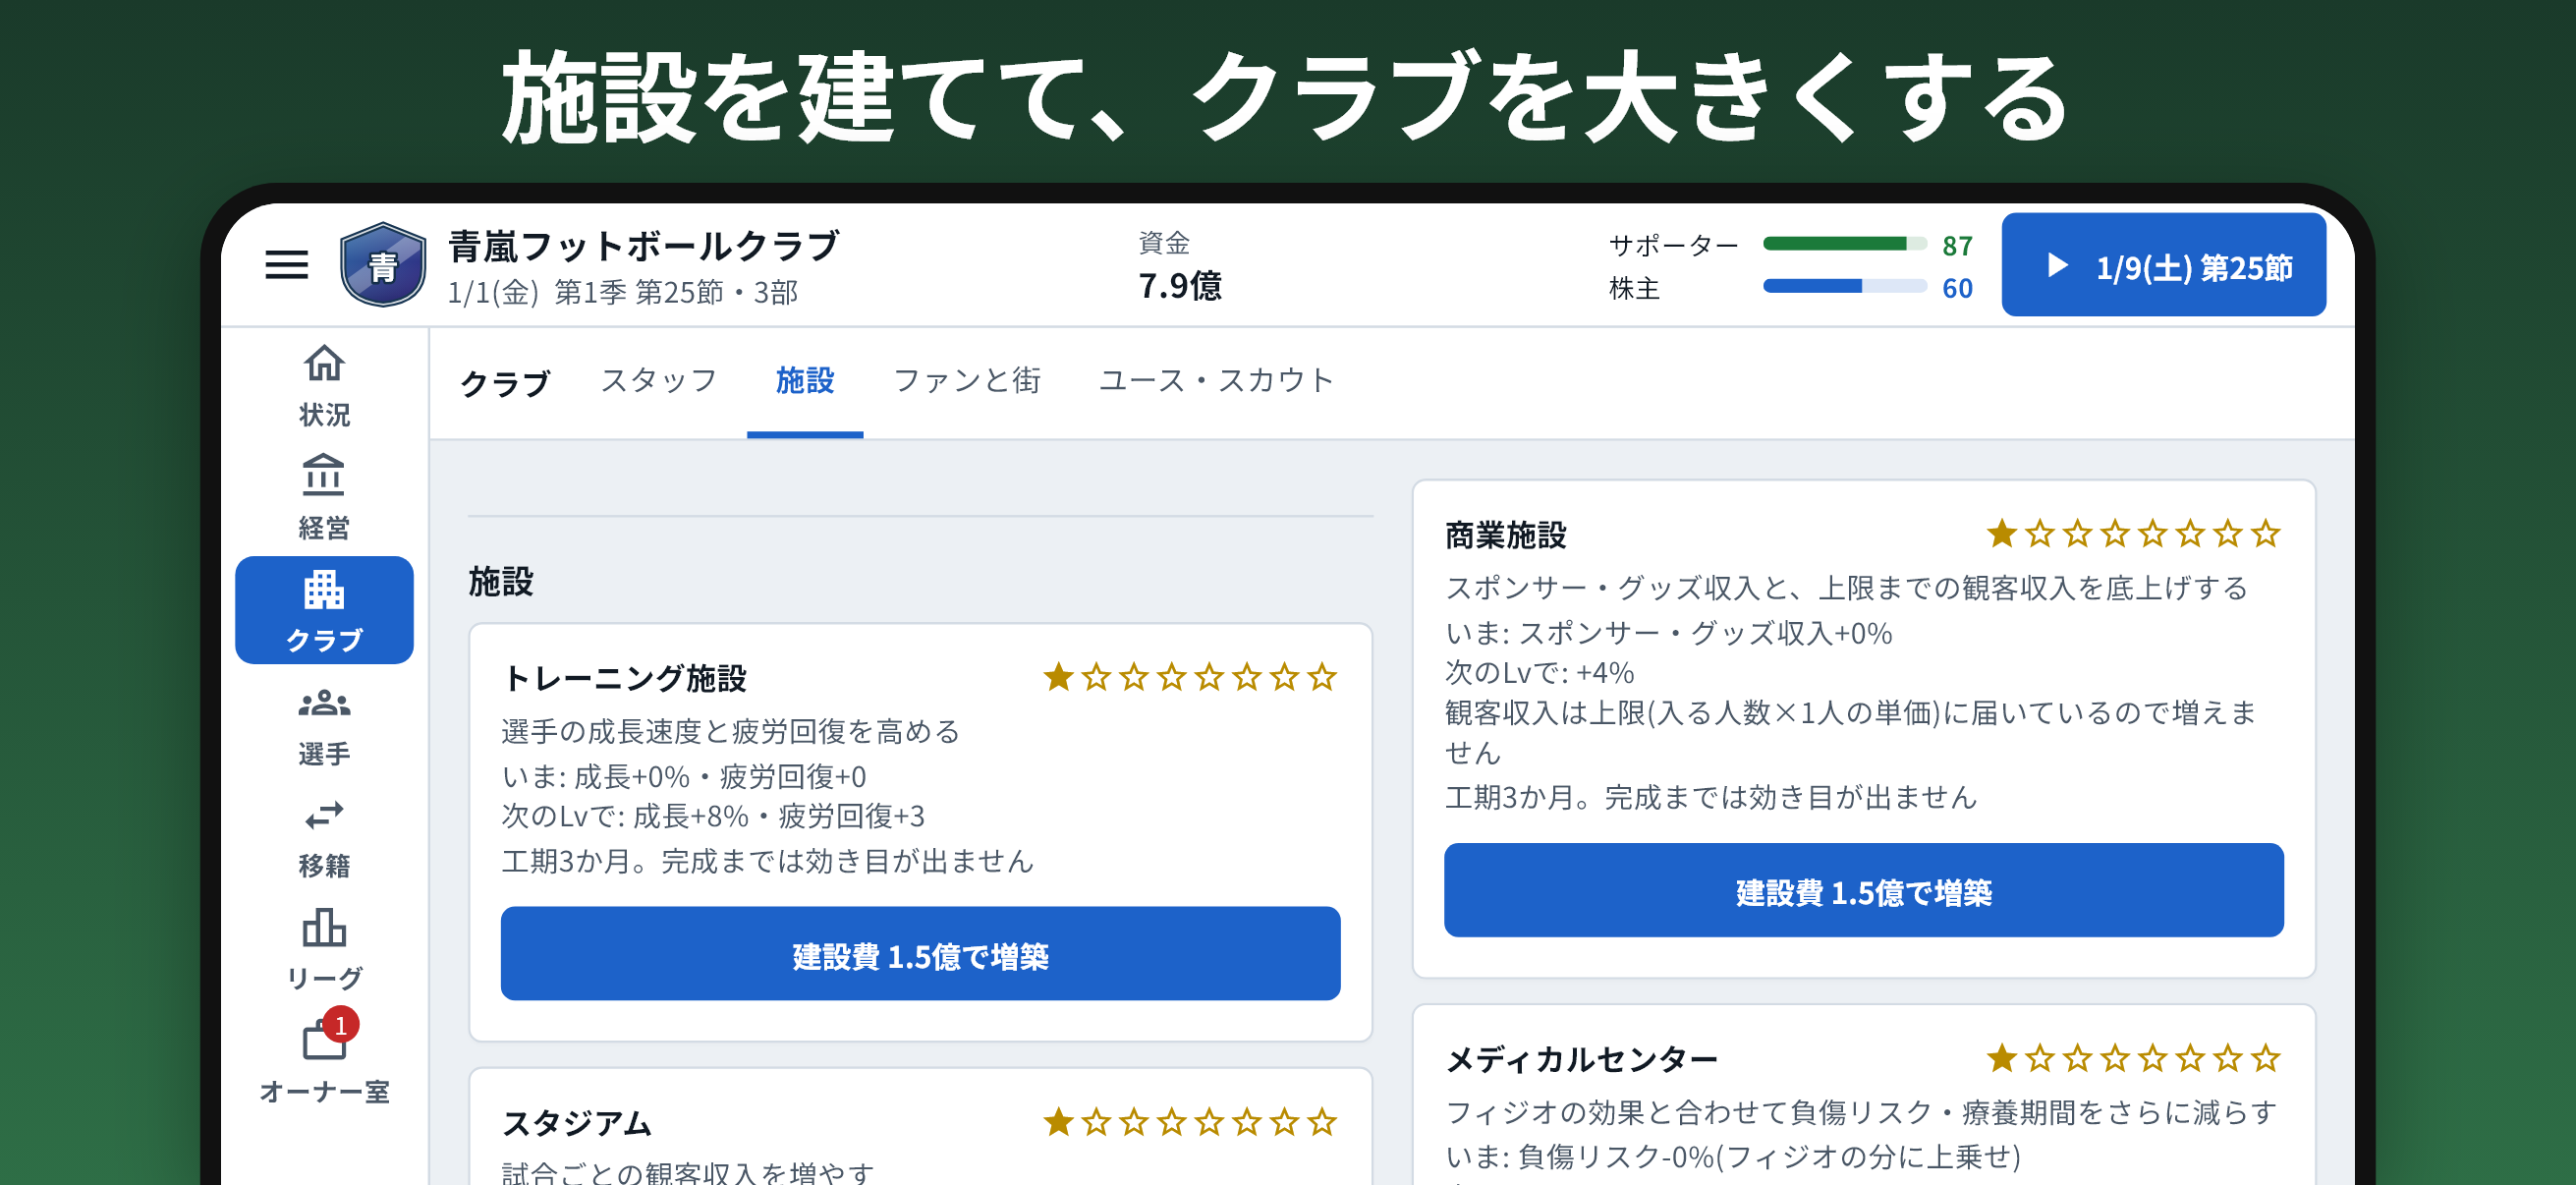 施設を建てて、クラブを大きくする
青
青嵐フットボールクラブ
1/1(金) 第1季 第25節・3部
資金
7.9億
サポーター 87
株主 60
1/9(土) 第25節
状況
経営
クラブ
選手
移籍
リーグ
1
オーナー室
クラブ スタッフ 施設 ファンと街 ユース・スカウト
施設
トレーニング施設
選手の成長速度と疲労回復を高める
いま: 成長+0%・疲労回復+0
次のLvで: 成長+8%・疲労回復+3
工期3か月。完成までは効き目が出ません
建設費 1.5億で増築
スタジアム
試合ごとの観客収入を増やす
商業施設
スポンサー・グッズ収入と、上限までの観客収入を底上げする
いま: スポンサー・グッズ収入+0%
次のLvで: +4%
観客収入は上限(入る人数×1人の単価)に届いているので増えま
せん
工期3か月。完成までは効き目が出ません
建設費 1.5億で増築
メディカルセンター
フィジオの効果と合わせて負傷リスク・療養期間をさらに減らす
いま: 負傷リスク-0%(フィジオの分に上乗せ)